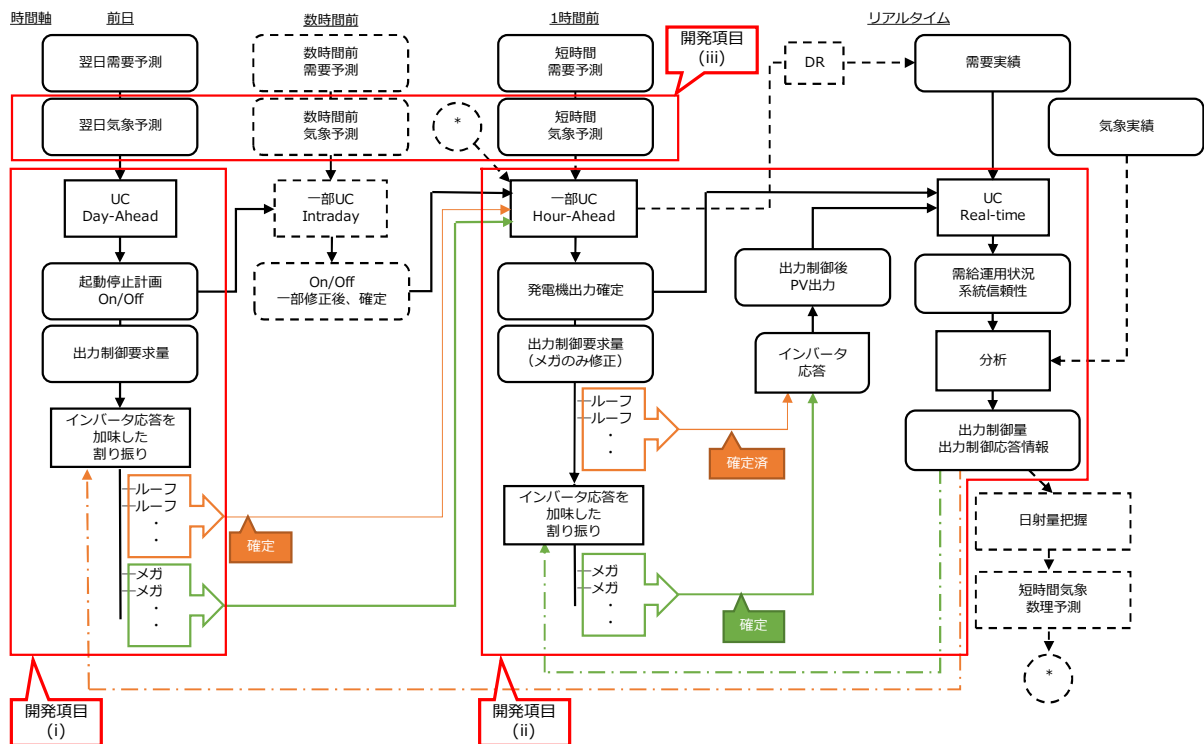 時間軸
前日
数時間前
1時間前
リアルタイム
翌日需要予測
数時間前
需要予測
短時間
需要予測
開発項目
(iii)
DR
需要実績
翌日気象予測
数時間前
気象予測
*
短時間
気象予測
気象実績
UC
Day-Ahead
一部UC
Intraday
一部UC
Hour-Ahead
UC
Real-time
起動停止計画
On/Off
On/Off
一部修正後、確定
発電機出力確定
出力制御後
PV出力
需給運用状況
系統信頼性
出力制御要求量
出力制御要求量
(メガのみ修正)
インバータ
応答
分析
インバータ応答を
加味した
割り振り
ルーフ
ルーフ
・
・
確定済
出力制御量
出力制御応答情報
ルーフ
ルーフ
・
・
確定
インバータ応答を
加味した
割り振り
日射量把握
メガ
メガ
・
・
メガ
メガ
・
・
確定
短時間気象
数理予測
*
開発項目
(i)
開発項目
(ii)